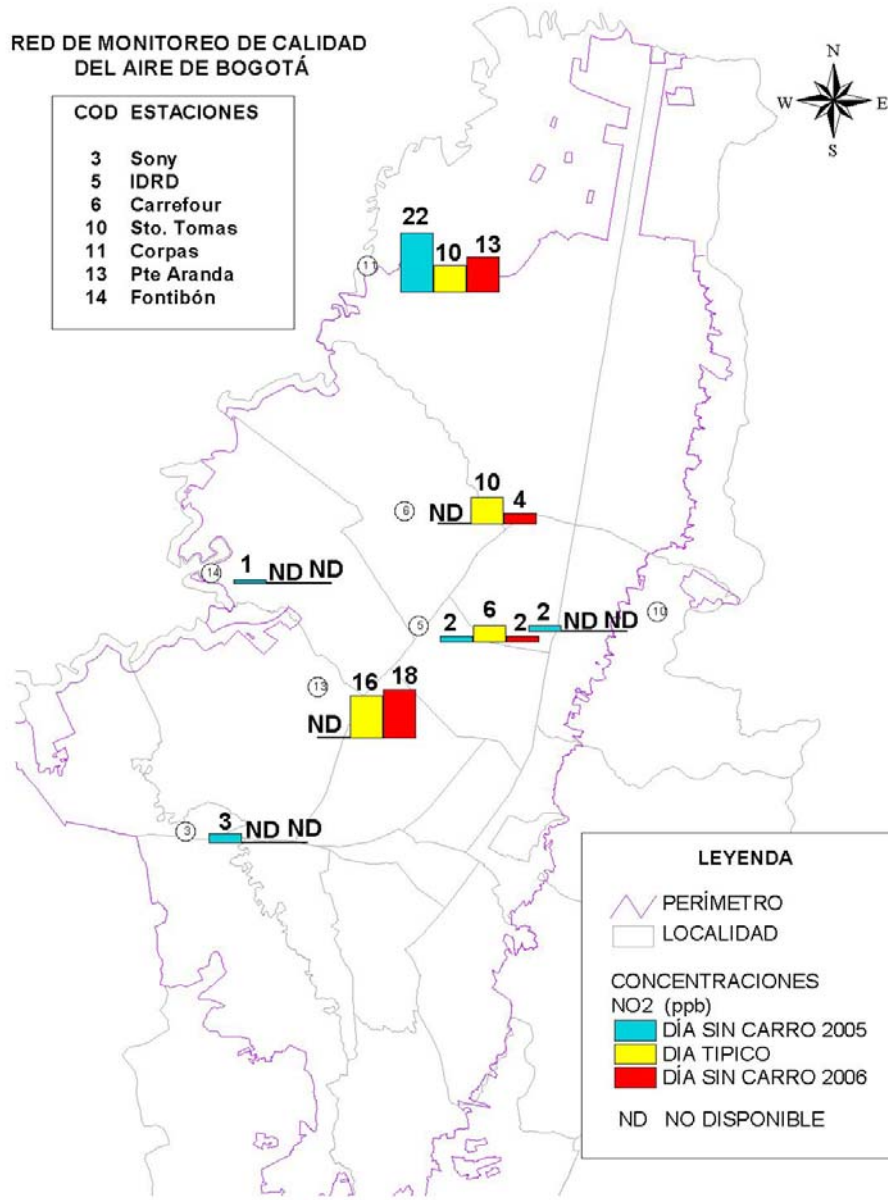 RED DE MONITOREO DE CALIDAD
DEL AIRE DE BOGOTÁ
COD ESTACIONES
3 Sony
5 IDRD
6 Carrefour
10 Sto. Tomas
11 Corpas
13 Pte Aranda
14 Fontibón
N
W E
S
22
10 13
11
10
4
6 ND
14 1 ND ND
5 2 6 2 2 ND ND 10
13 16 18
ND
3 3 ND ND
LEYENDA
PERÍMETRO
LOCALIDAD
CONCENTRACIONES
NO2 (ppb)
DÍA SIN CARRO 2005
DIA TIPICO
DÍA SIN CARRO 2006
ND NO DISPONIBLE